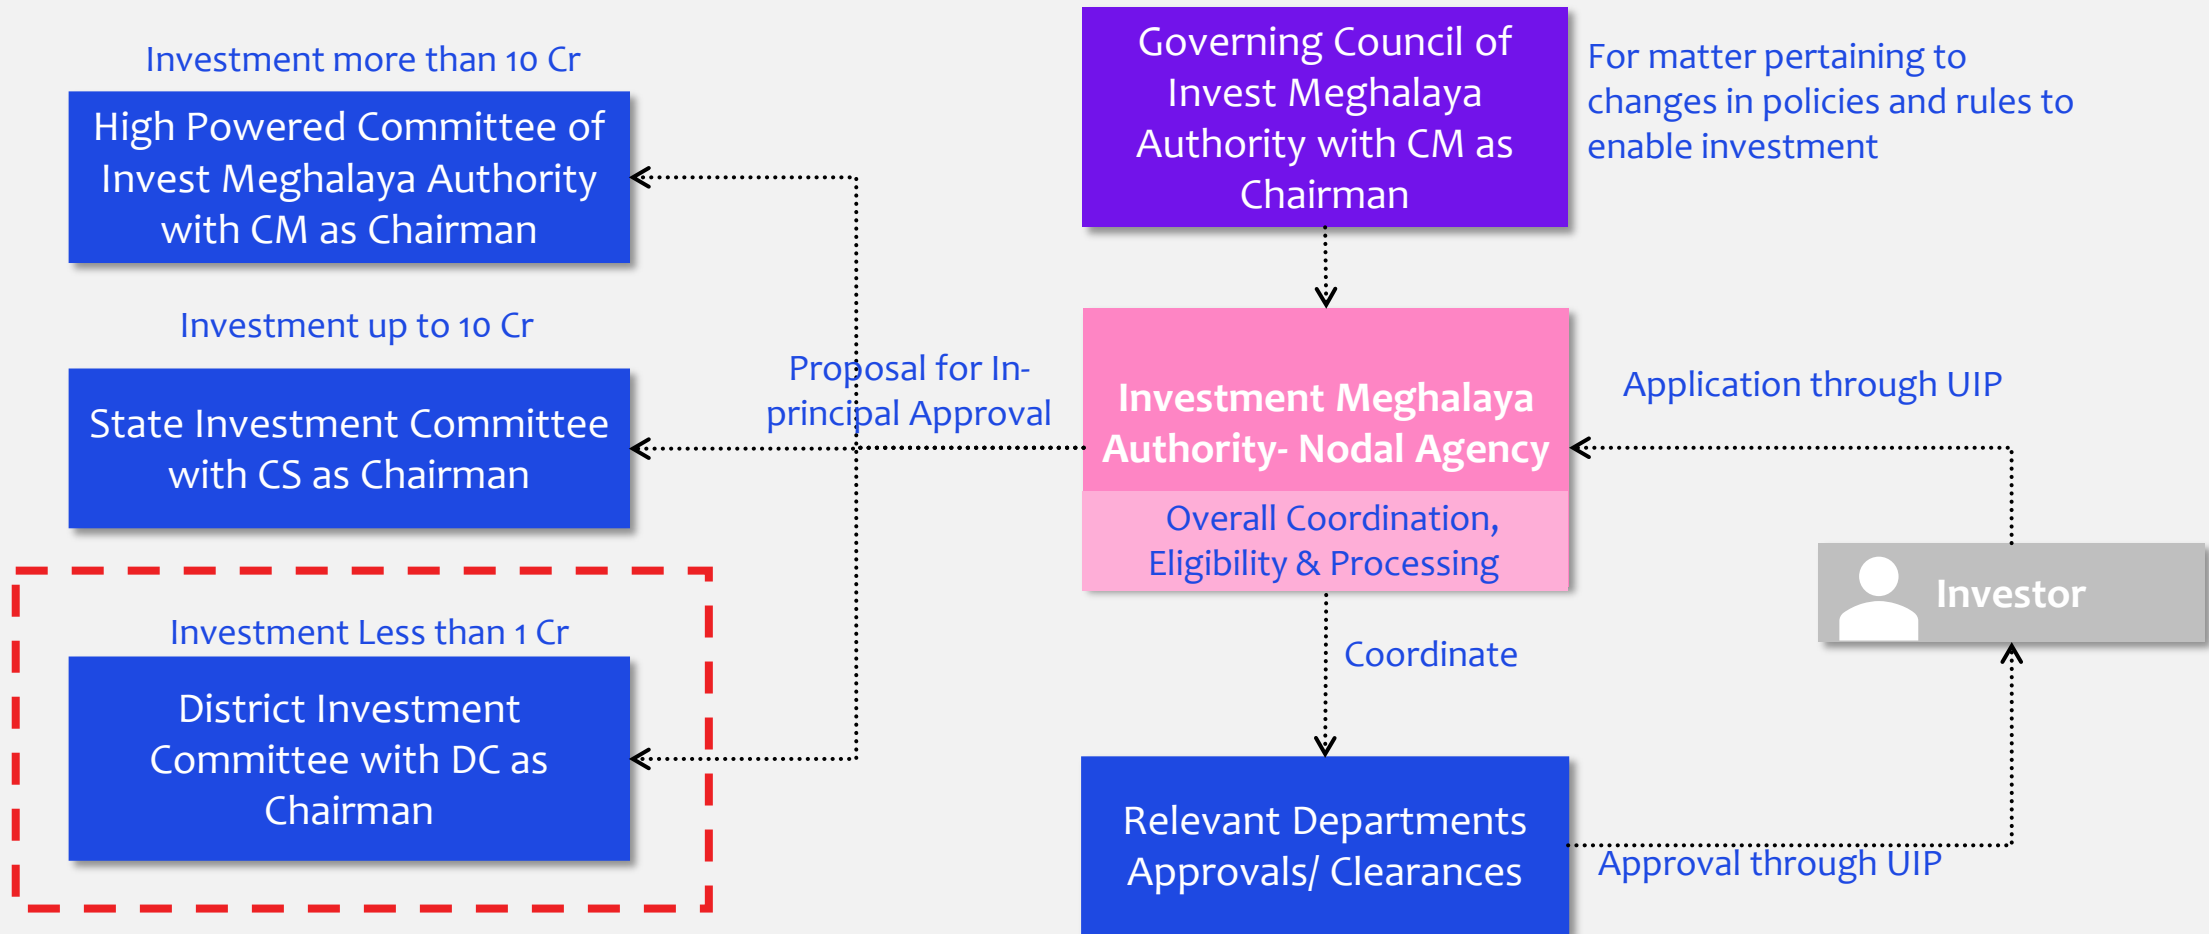 Investment more than 10 Cr
High Powered Committee of
Invest Meghalaya Authority
with CM as Chairman
Investment up to 10 Cr
State Investment Committee
with CS as Chairman
Investment Less than 1 Cr
District Investment
Committee with DC as
Chairman
Proposal for In-
principal Approval
Governing Council of
Invest Meghalaya
Authority with CM as
Chairman
For matter pertaining to
changes in policies and rules to
enable investment
Investment Meghalaya
Authority- Nodal Agency
Overall Coordination,
Eligibility & Processing
Coordinate
Relevant Departments
Approvals/ Clearances
Application through UIP
Investor
Approval through UIP